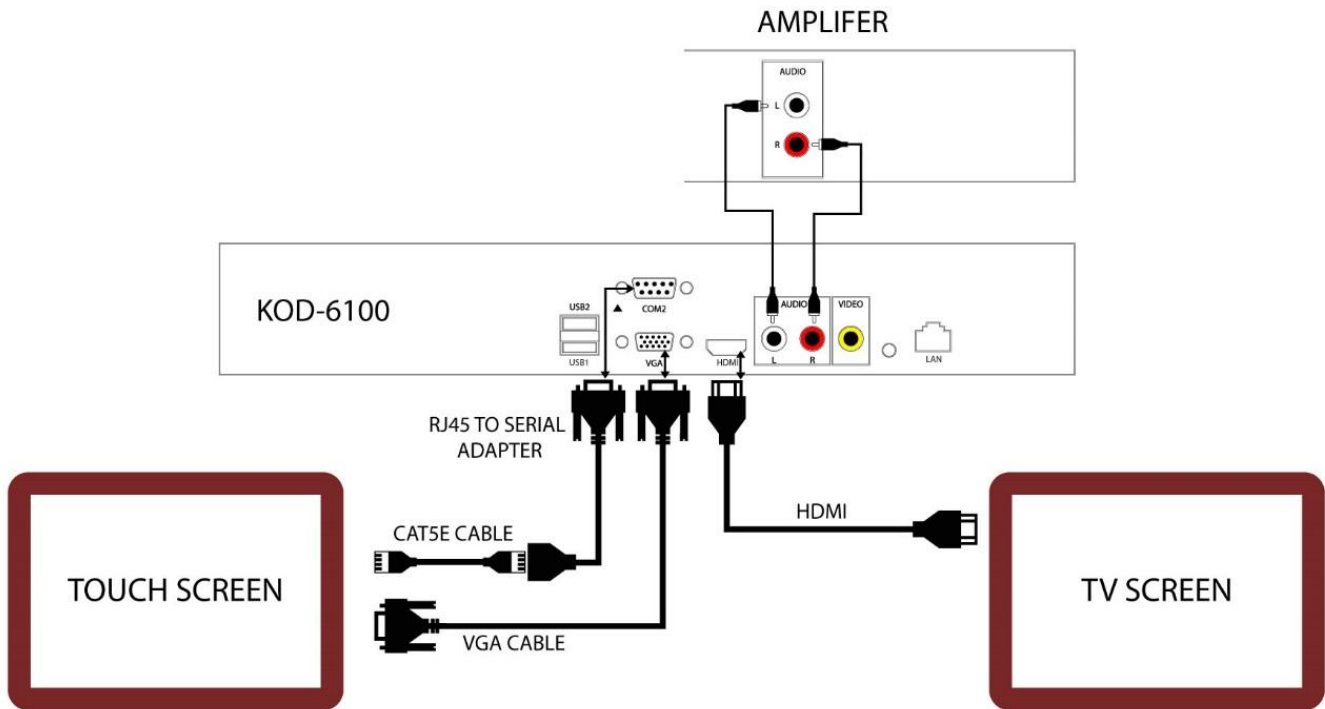 AMPLIFER
AUDIO
L
R
KOD-6100
USB2
USB1
COM2
VGA
HDMI
AUDIO
L
R
VIDEO
LAN
RJ45 TO SERIAL
ADAPTER
CAT5E CABLE
VGA CABLE
HDMI
TOUCH SCREEN
TV SCREEN